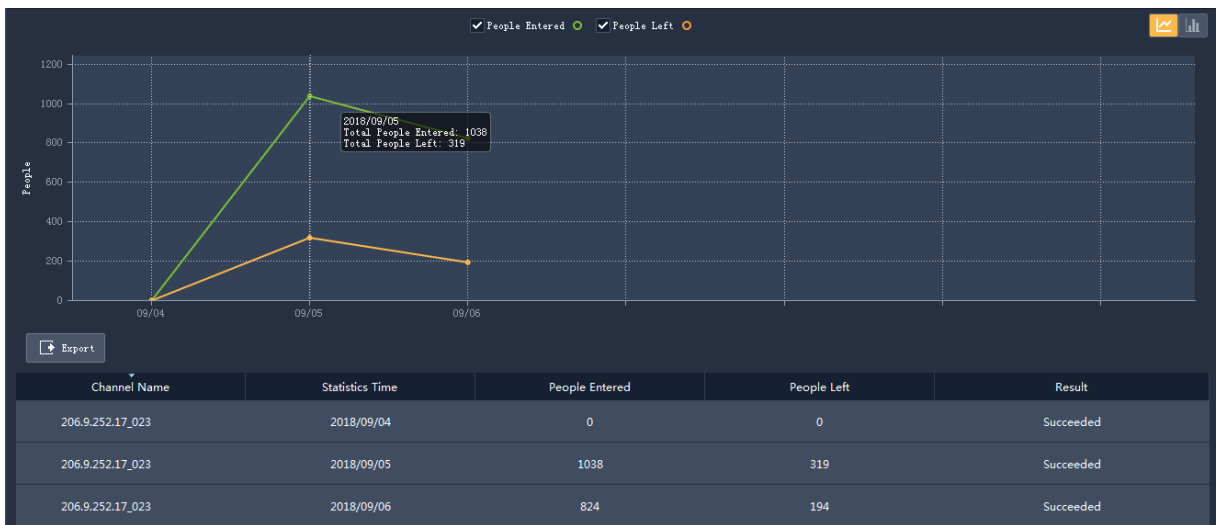 People Entered People Left
1200
1000
800
600
400
200
0
People
2018/09/05
Total People Entered: 1038
Total People Left: 319
09/04 09/05 09/06
Export
Channel Name Statistics Time People Entered People Left Result
206.9.252.17_023 2018/09/04 0 0 Succeeded
206.9.252.17_023 2018/09/05 1038 319 Succeeded
206.9.252.17_023 2018/09/06 824 194 Succeeded